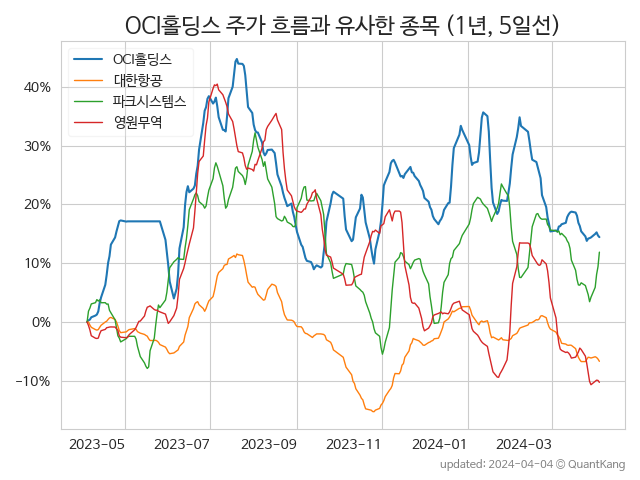 OCI홀딩스 주가 흐름과 유사한 종목 (1년, 5일선)
OCI홀딩스
대한항공
파크시스템스
영원무역
40%
30%
20%
10%
0%
−10%
2023-05
2023-07
2023-09
2023-11
2024-01
2024-03
updated: 2024-04-04 © QuantKang